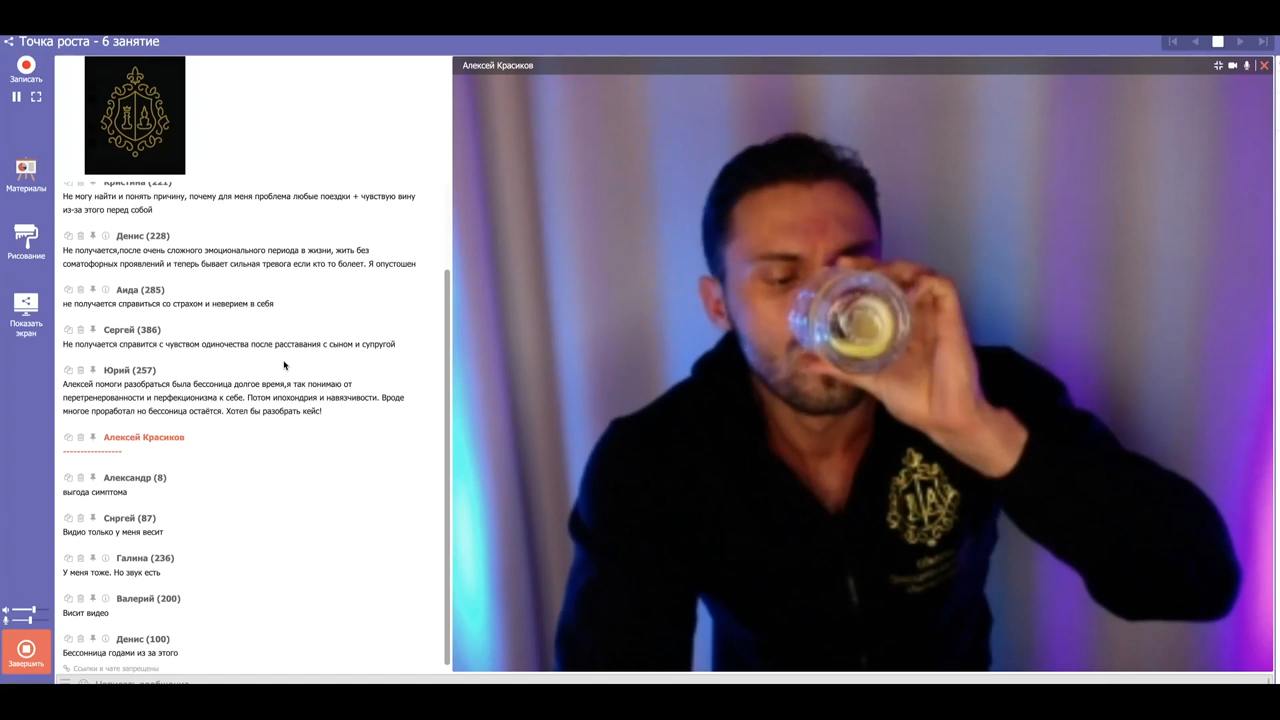 Точка роста - 6 занятие
Записать
Материалы
Рисование
Показать экран
Завершить
Кристина (221)
Не могу найти и понять причину, почему для меня проблема любые поездки + чувствую вину
из-за этого перед собой
Денис (228)
Не получается,после очень сложного эмоционального периода в жизни, жить без
соматофорных проявлений и теперь бывает сильная тревога если кто то болеет. Я опустошен
Аида (285)
не получается справиться со страхом и неверием в себя
Сергей (386)
Не получается справится с чувством одиночества после расставания с сыном и супругой
Юрий (257)
Алексей помоги разобраться была бессоница долгое время,я так понимаю от
перетренерованности и перфекционизма к себе. Потом ипохондрия и навязчивости. Вроде
многое проработал но бессоница остаётся. Хотел бы разобрать кейс!
Алексей Красиков
-----------------
Александр (8)
выгода симптома
Снргей (87)
Видио только у меня весит
Галина (236)
У меня тоже. Но звук есть
Валерий (200)
Висит видео
Денис (100)
Бессонница годами из за этого
Ссылки в чате запрещены
Алексей Красиков